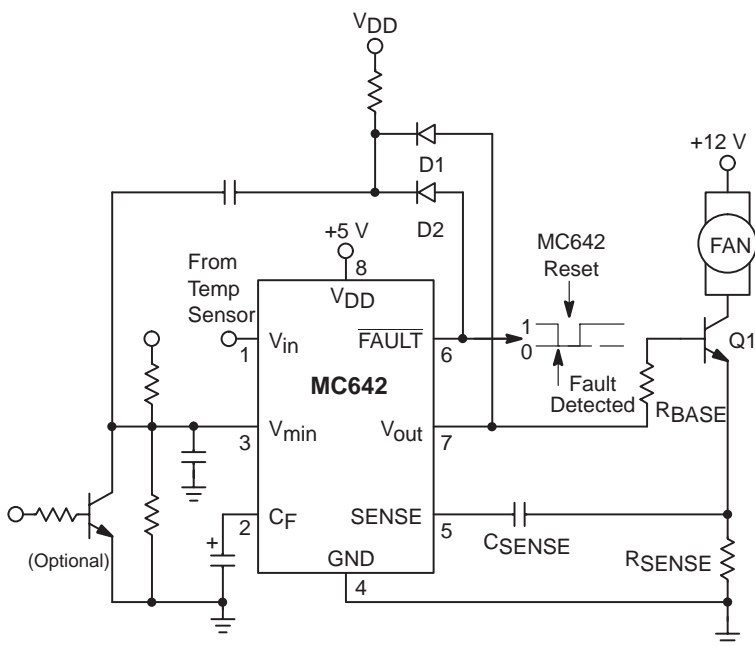 VDD
+12 V
D1
D2
FAN
+5 V
MC642
Reset
From
Temp
Sensor
8
VDD
Vin
1
FAULT
6
1
0
Q1
MC642
Fault
Detected
RBASE
Vmin
3
Vout
7
CF
2
+
SENSE
5
CSENSE
(Optional)
GND
4
RSENSE